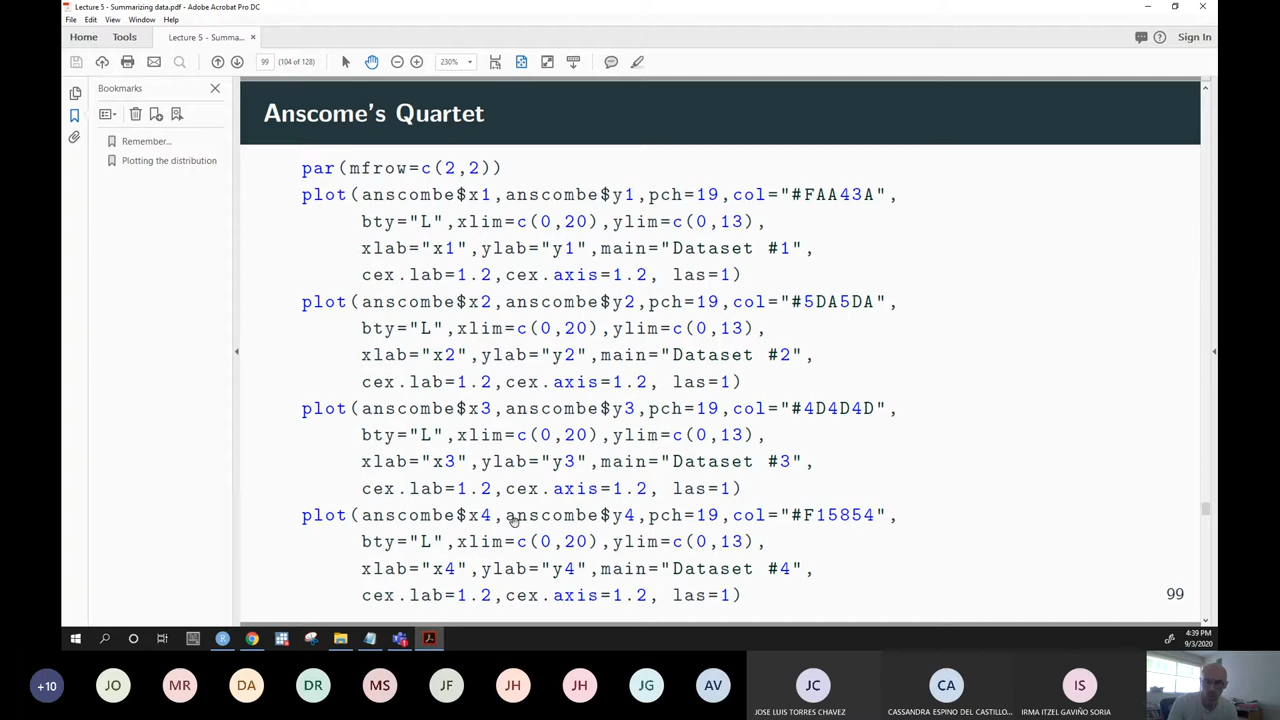 Lecture 5 - Summarizing data.pdf - Adobe Acrobat Pro DC
File Edit View Window Help
Home Tools Lecture 5 - Summa... Sign In
99 (104 of 128) 230%
Bookmarks
Remember...
Plotting the distribution
Anscome's Quartet
par(mfrow=c(2,2))
plot(anscombe$x1,anscombe$y1,pch=19,col="#FAA43A",
bty="L",xlim=c(0,20),ylim=c(0,13),
xlab="x1",ylab="y1",main="Dataset #1",
cex.lab=1.2,cex.axis=1.2, las=1)
plot(anscombe$x2,anscombe$y2,pch=19,col="#5DA5DA",
bty="L",xlim=c(0,20),ylim=c(0,13),
xlab="x2",ylab="y2",main="Dataset #2",
cex.lab=1.2,cex.axis=1.2, las=1)
plot(anscombe$x3,anscombe$y3,pch=19,col="#4D4D4D",
bty="L",xlim=c(0,20),ylim=c(0,13),
xlab="x3",ylab="y3",main="Dataset #3",
cex.lab=1.2,cex.axis=1.2, las=1)
plot(anscombe$x4,anscombe$y4,pch=19,col="#F15854",
bty="L",xlim=c(0,20),ylim=c(0,13),
xlab="x4",ylab="y4",main="Dataset #4",
cex.lab=1.2,cex.axis=1.2, las=1)
99
4:39 PM
9/3/2020
+10 JO MR DA DR MS JF JH JH JG AV JC CA IS
JOSE LUIS TORRES CHAVEZ CASSANDRA ESPINO DEL CASTILLO... IRMA ITZEL GAVIÑO SORIA